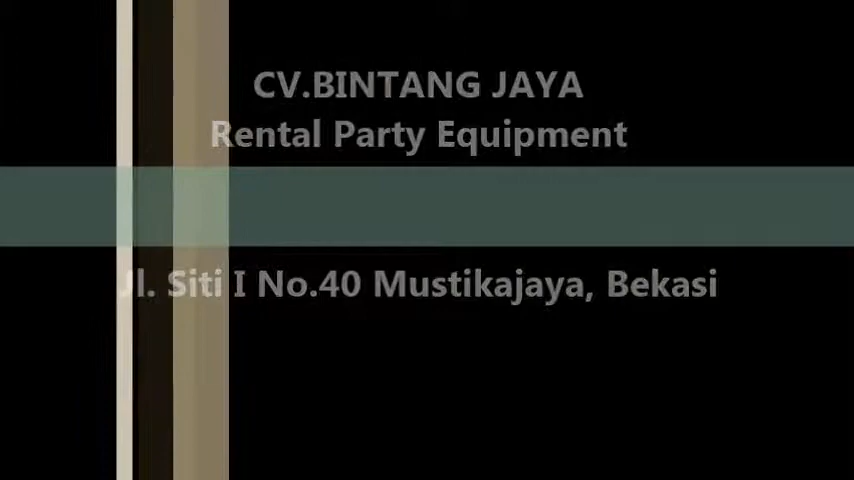 CV.BINTANG JAYA
Rental Party Equipment
Jl. Siti I No.40 Mustikajaya, Bekasi